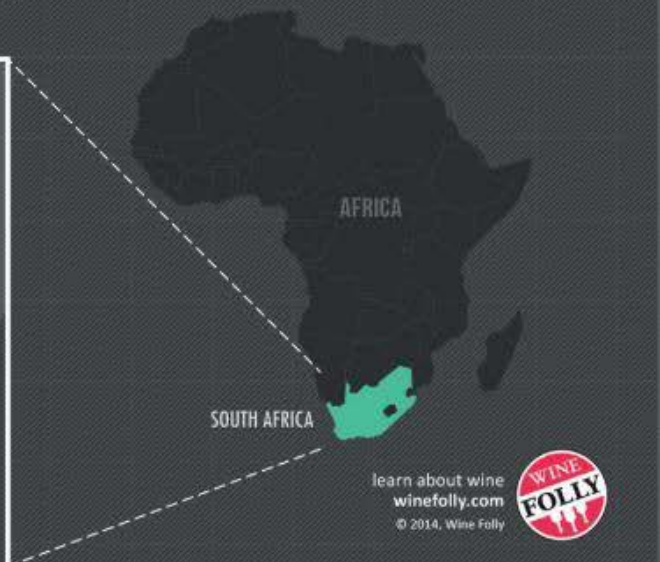 AFRICA
SOUTH AFRICA
learn about wine
winefolly.com
© 2014, Wine Folly
WINE
FOLLY